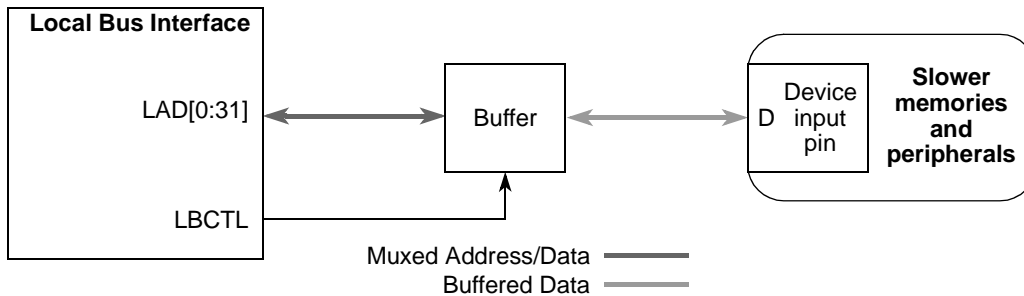 Local Bus Interface
LAD[0:31]
LBCTL
Buffer
D
Device
input
pin
Slower
memories
and
peripherals
Muxed Address/Data
Buffered Data